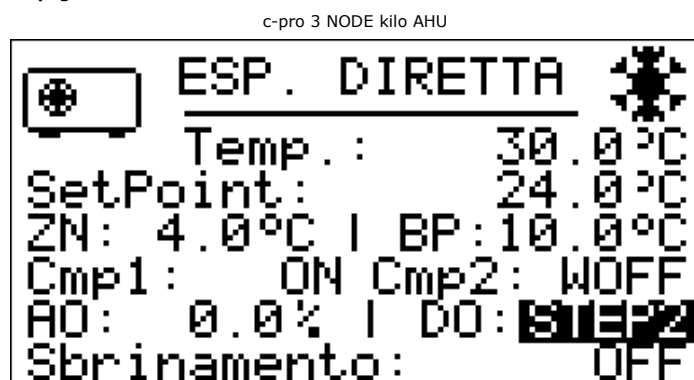 c-pro 3 NODE kilo AHU
ESP. DIRETTA
Temp.: 30.0°C
SetPoint: 24.0°C
ZN: 4.0°C | BP:10.0°C
Cmp1: ON Cmp2: WOFF
AO: 0.0% | DO:STEP2
Sbrinamento: OFF